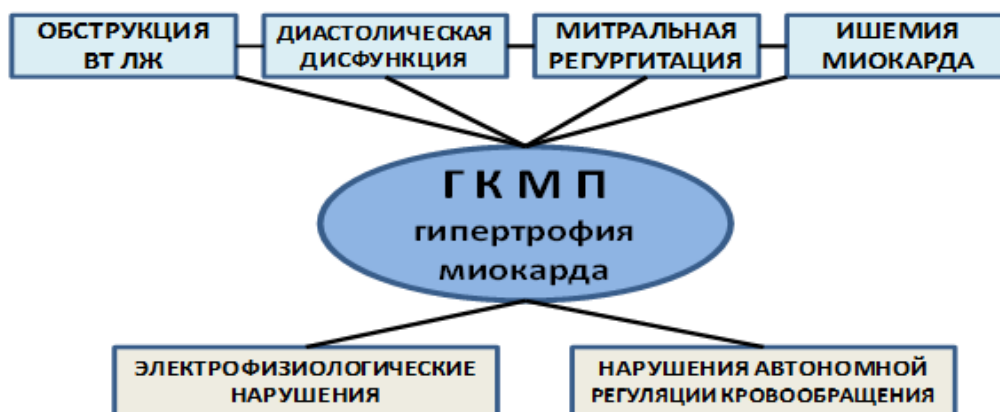 ОБСТРУКЦИЯ
ВТ ЛЖ
ДИАСТОЛИЧЕСКАЯ
ДИСФУНКЦИЯ
МИТРАЛЬНАЯ
РЕГУРГИТАЦИЯ
ИШЕМИЯ
МИОКАРДА
Г К М П
гипертрофия
миокарда
ЭЛЕКТРОФИЗИОЛОГИЧЕСКИЕ
НАРУШЕНИЯ
НАРУШЕНИЯ АВТОНОМНОЙ
РЕГУЛЯЦИИ КРОВООБРАЩЕНИЯ